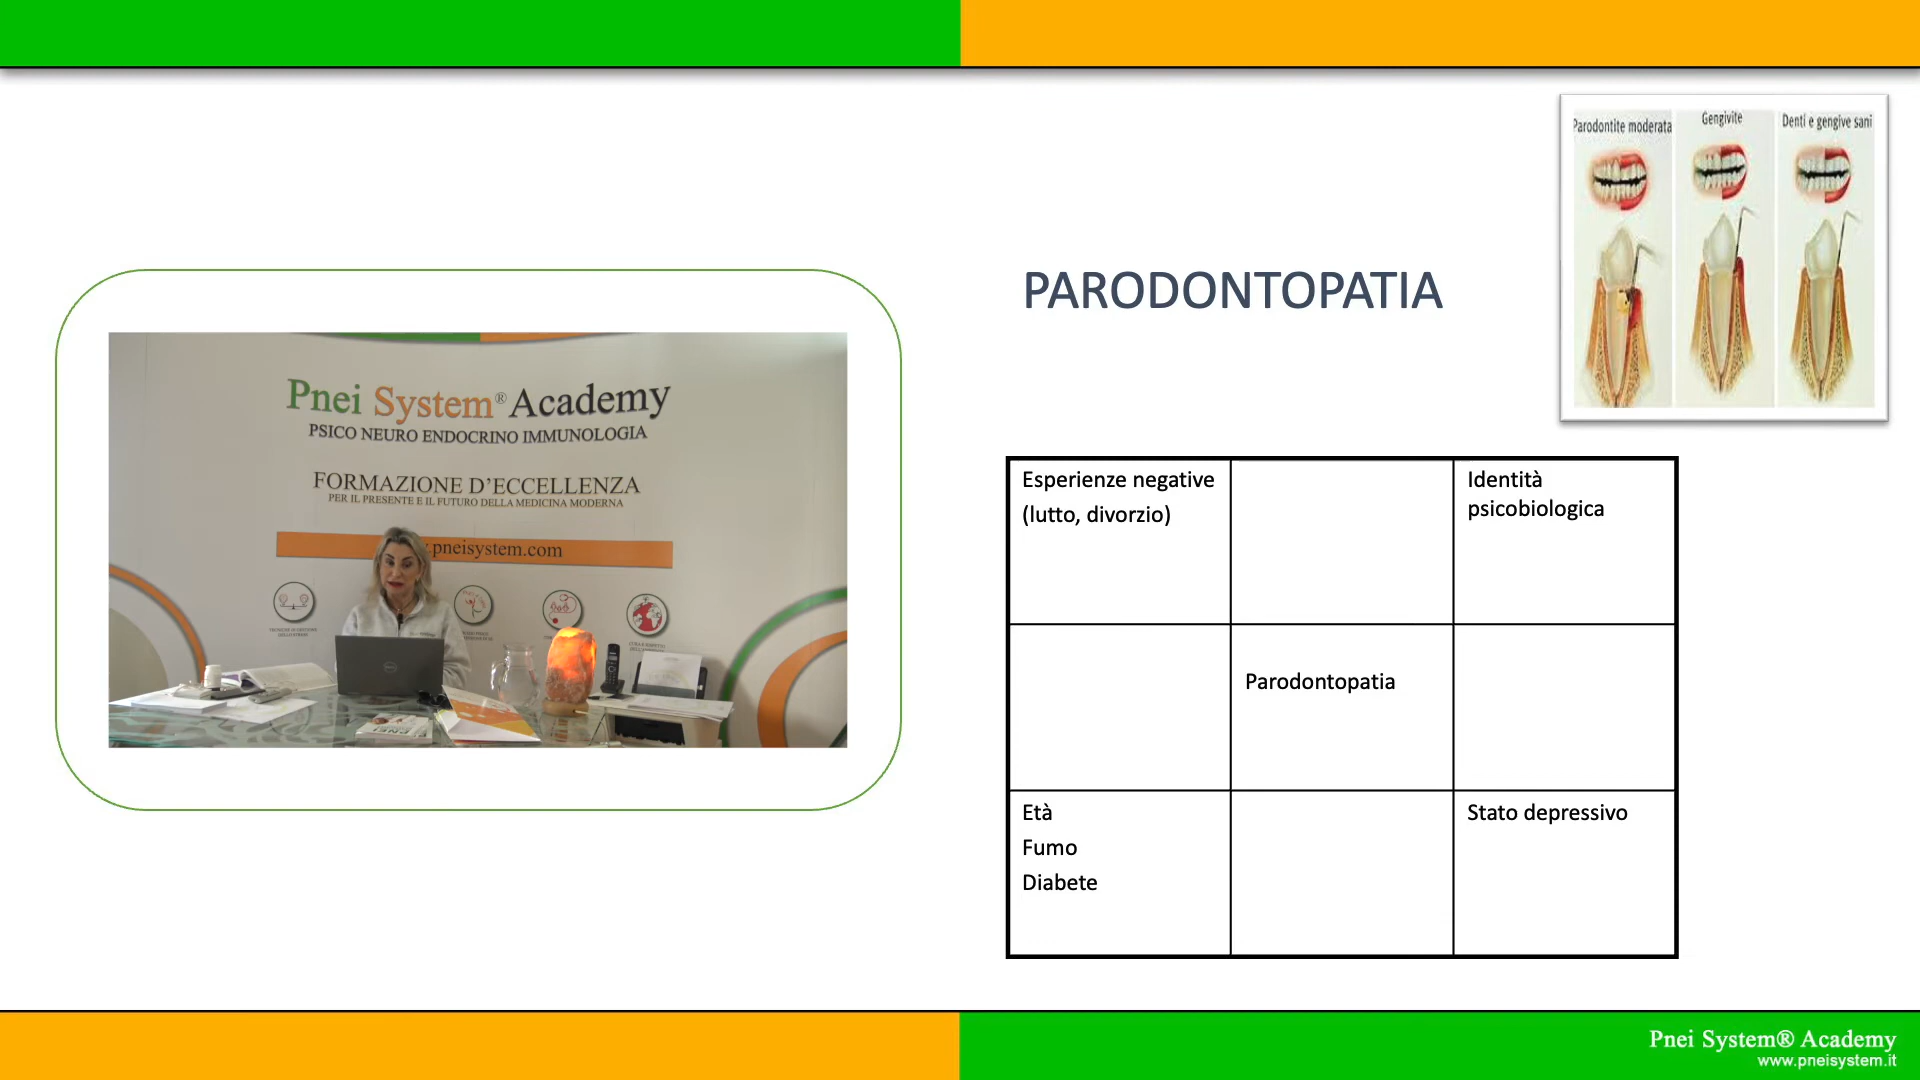 Parodontite moderata
Gengivite
Denti e gengive sani
PARODONTOPATIA
Pnei System® Academy
PSICO NEURO ENDOCRINO IMMUNOLOGIA
FORMAZIONE D'ECCELLENZA
PER IL PRESENTE E IL FUTURO DELLA MEDICINA MODERNA
.pneisystem.com
DELL
Esperienze negative
(lutto, divorzio)
Identità
psicobiologica
Parodontopatia
Età
Fumo
Diabete
Stato depressivo
Pnei System® Academy
www.pneisystem.it